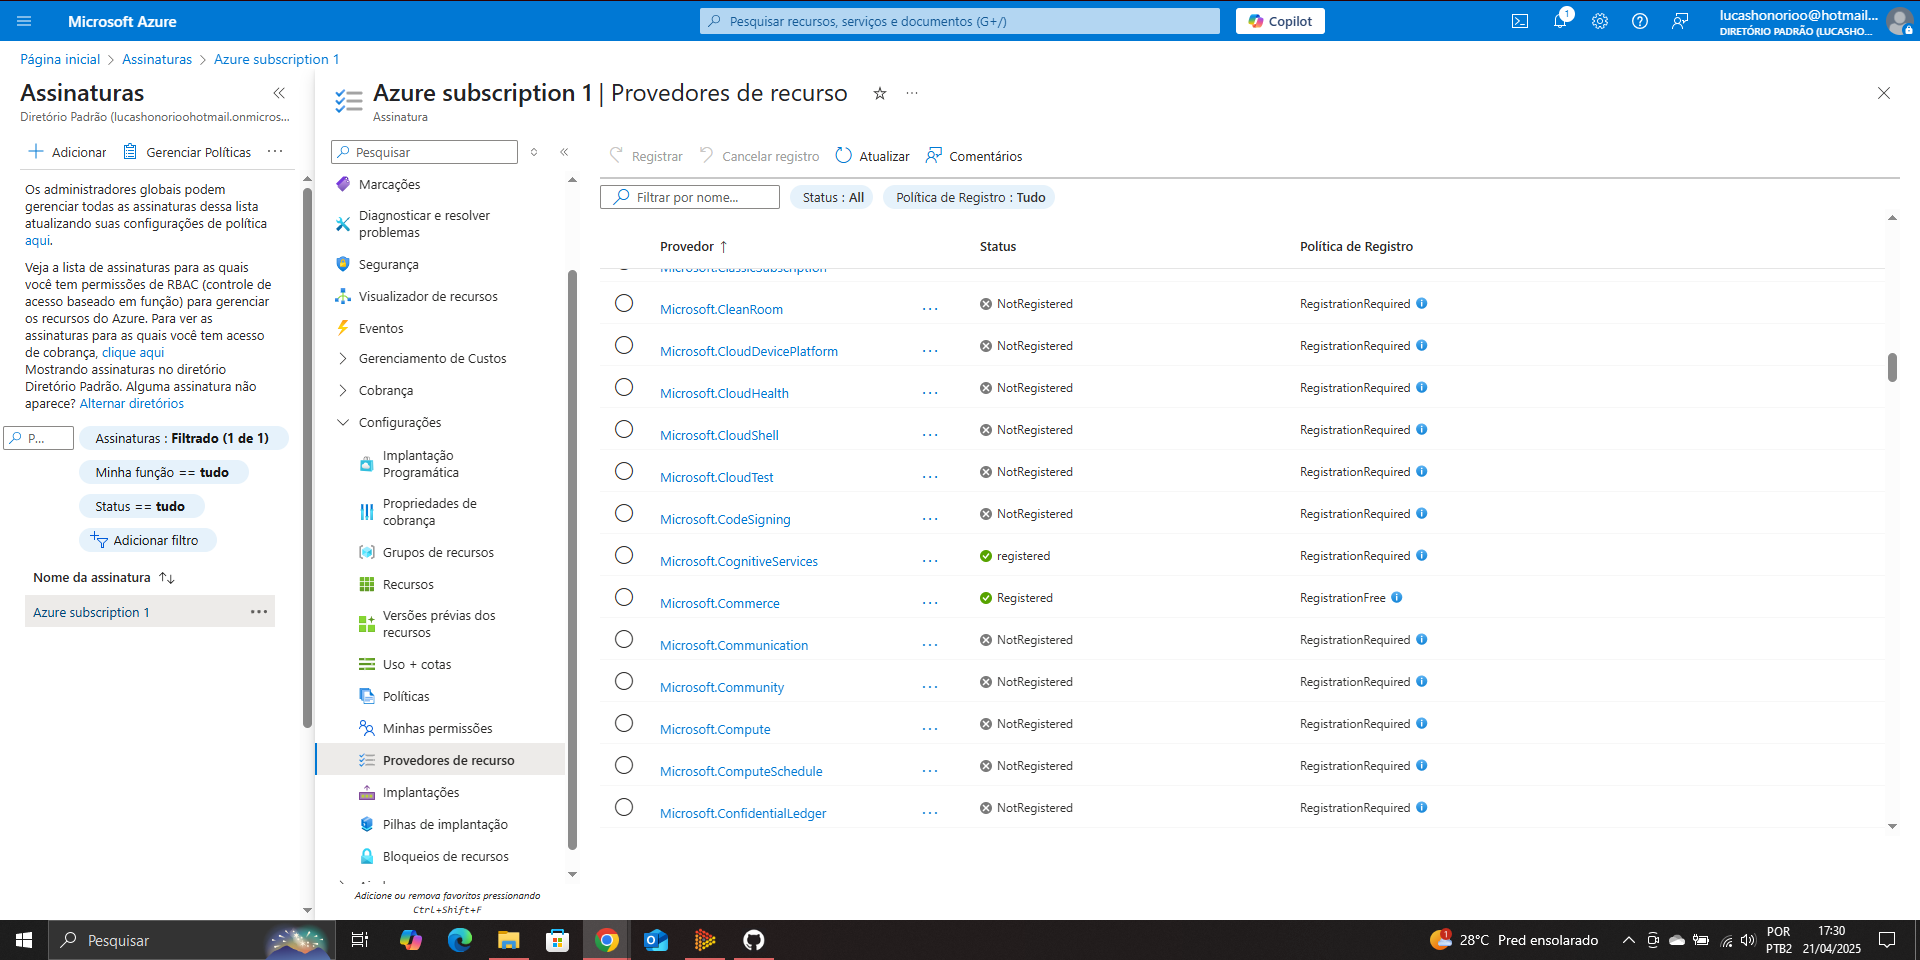 Microsoft Azure
Pesquisar recursos, serviços e documentos (G+/)
Copilot
1
lucashonorioo@hotmail...
DIRETÓRIO PADRÃO (LUCASHO...
Página inicial > Assinaturas > Azure subscription 1
Assinaturas
Diretório Padrão (lucashonorioohotmail.onmicros...
Adicionar
Gerenciar Políticas
...
Os administradores globais podem
gerenciar todas as assinaturas dessa lista
atualizando suas configurações de política
aqui.
Veja a lista de assinaturas para as quais
você tem permissões de RBAC (controle de
acesso baseado em função) para gerenciar
os recursos do Azure. Para ver as
assinaturas para as quais você tem acesso
de cobrança, clique aqui
Mostrando assinaturas no diretório
Diretório Padrão. Alguma assinatura não
aparece? Alternar diretórios
P...
Assinaturas : Filtrado (1 de 1)
Minha função == tudo
Status == tudo
Adicionar filtro
Nome da assinatura
Azure subscription 1
...
Azure subscription 1 | Provedores de recurso
...
Assinatura
Pesquisar
Marcações
Diagnosticar e resolver
problemas
Segurança
Visualizador de recursos
Eventos
Gerenciamento de Custos
Cobrança
Configurações
Implantação
Programática
Propriedades de
cobrança
Grupos de recursos
Recursos
Versões prévias dos
recursos
Uso + cotas
Políticas
Minhas permissões
Provedores de recurso
Implantações
Pilhas de implantação
Bloqueios de recursos
Adicione ou remova favoritos pressionando
Ctrl+Shift+F
Registrar
Cancelar registro
Atualizar
Comentários
Filtrar por nome...
Status : All
Política de Registro : Tudo
Provedor ↑ Status Política de Registro
Microsoft.ClassicSubscription
Microsoft.CleanRoom ... NotRegistered RegistrationRequired
Microsoft.CloudDevicePlatform ... NotRegistered RegistrationRequired
Microsoft.CloudHealth ... NotRegistered RegistrationRequired
Microsoft.CloudShell ... NotRegistered RegistrationRequired
Microsoft.CloudTest ... NotRegistered RegistrationRequired
Microsoft.CodeSigning ... NotRegistered RegistrationRequired
Microsoft.CognitiveServices ... registered RegistrationRequired
Microsoft.Commerce ... Registered RegistrationFree
Microsoft.Communication ... NotRegistered RegistrationRequired
Microsoft.Community ... NotRegistered RegistrationRequired
Microsoft.Compute ... NotRegistered RegistrationRequired
Microsoft.ComputeSchedule ... NotRegistered RegistrationRequired
Microsoft.ConfidentialLedger ... NotRegistered RegistrationRequired
Pesquisar
1
28°C Pred ensolarado
POR
PTB2
17:30
21/04/2025